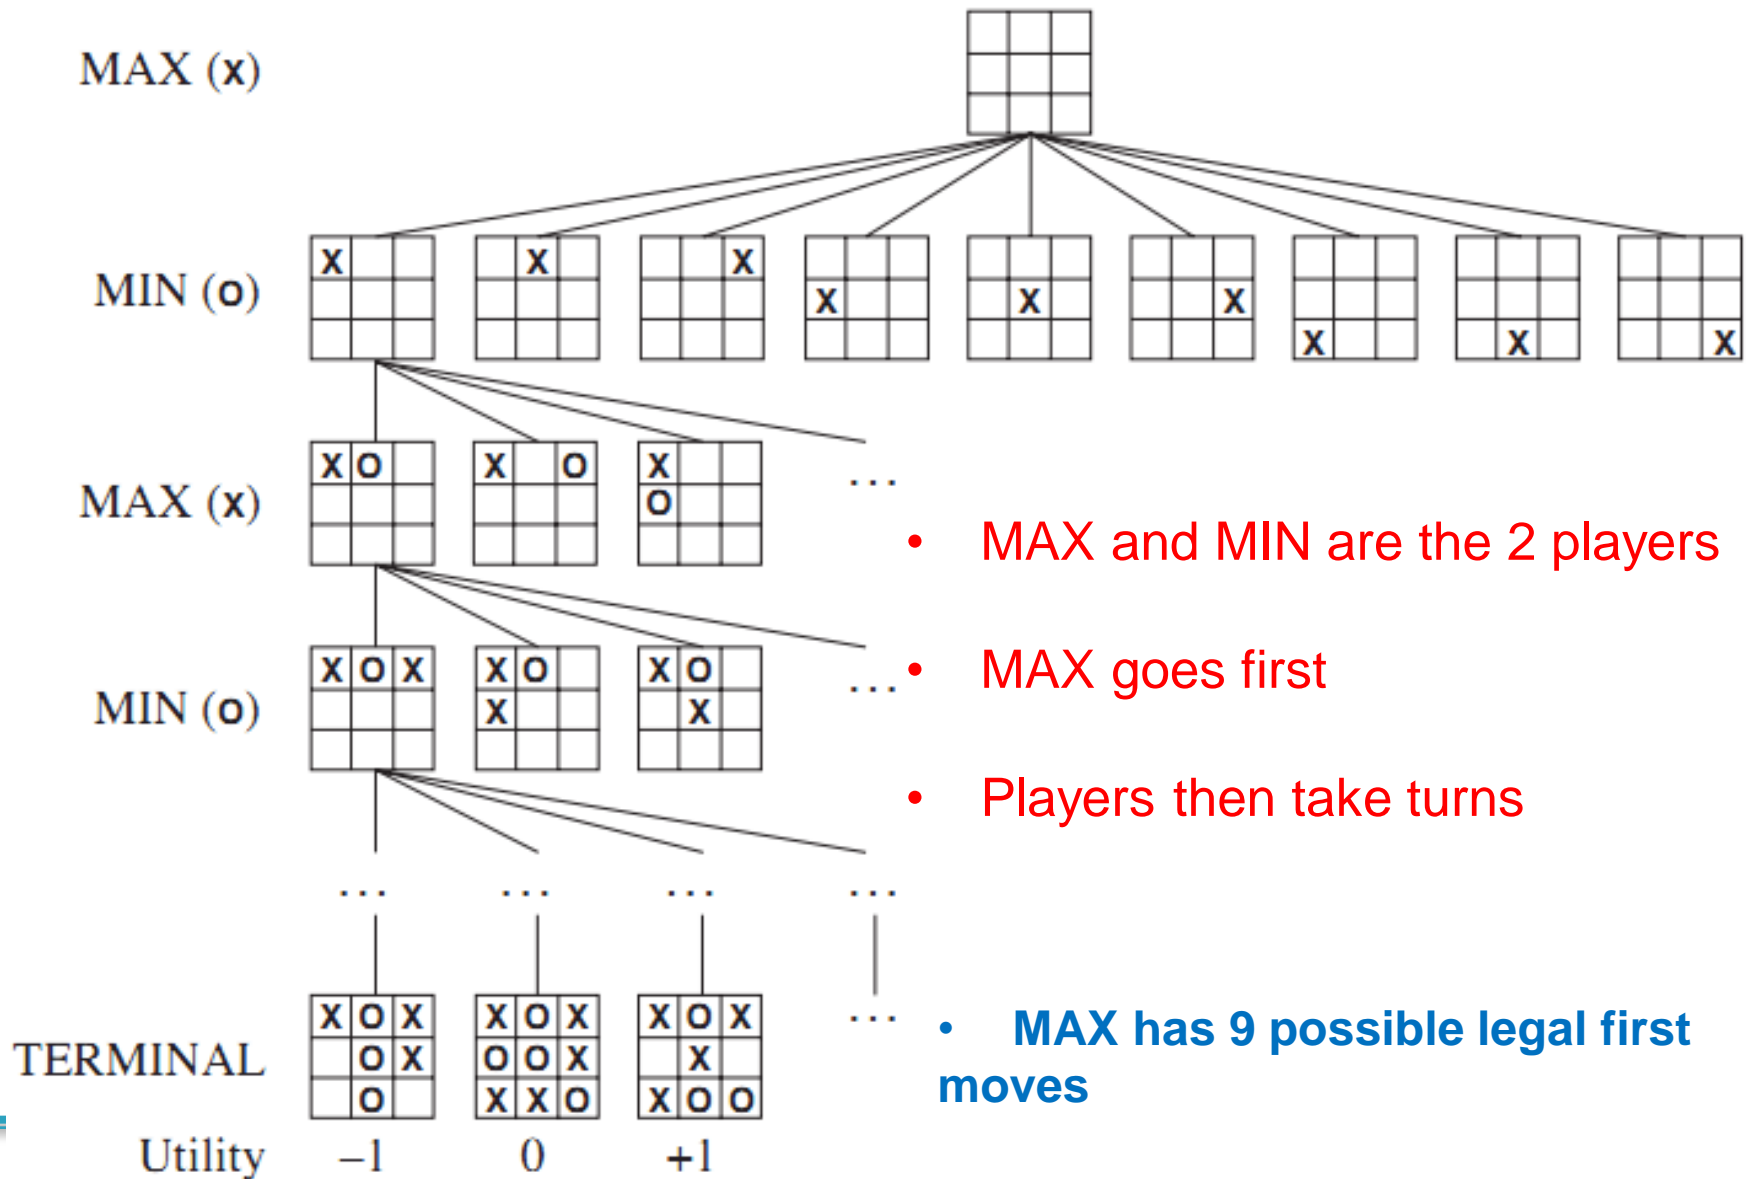 MAX (x)
MIN (o)
X X X X X X X X X
MAX (x)
X O X O X
O
...
• MAX and MIN are the 2 players
MIN (o)
X O X X O X O
X X
...
• MAX goes first
• Players then take turns
... ... ... ...
TERMINAL
X O X X O X X O X
O X O O X X
O X X O X O O
...
• MAX has 9 possible legal first
moves
Utility –1 0 +1